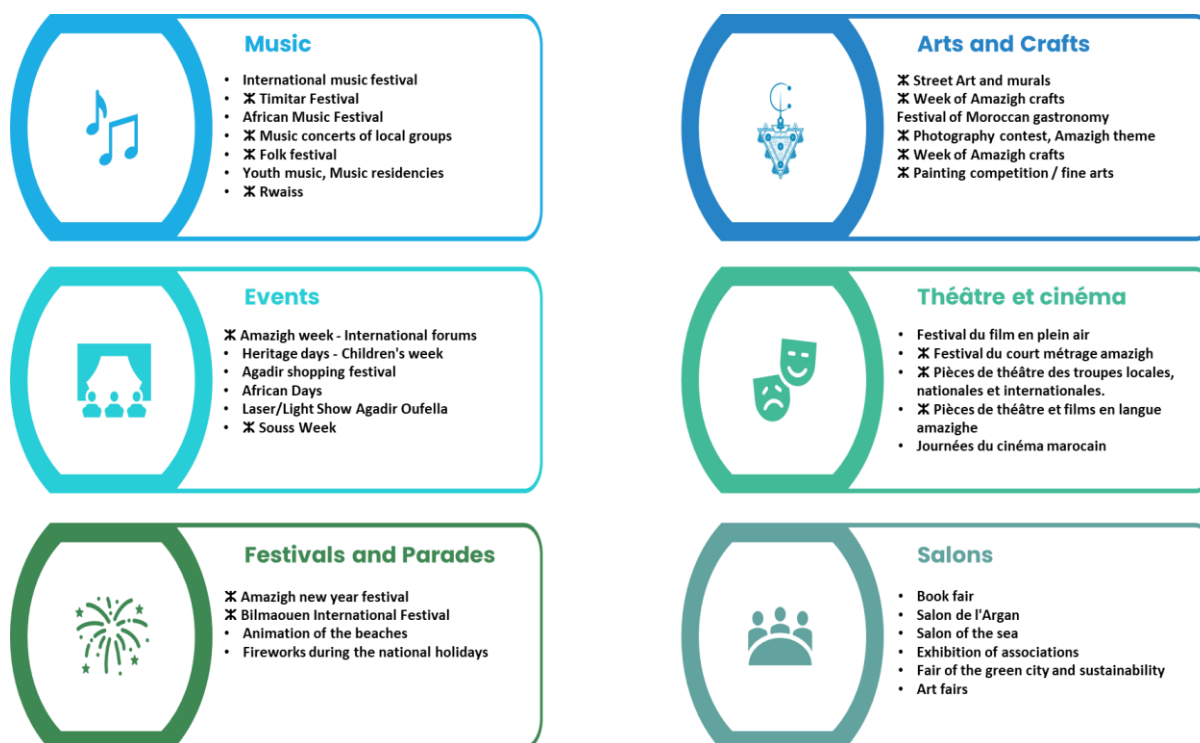 Music
• International music festival
• ⵣ Timitar Festival
• African Music Festival
• ⵣ Music concerts of local groups
• ⵣ Folk festival
• Youth music, Music residencies
• ⵣ Rwaiss
Arts and Crafts
ⵣ Street Art and murals
ⵣ Week of Amazigh crafts
Festival of Moroccan gastronomy
ⵣ Photography contest, Amazigh theme
ⵣ Week of Amazigh crafts
ⵣ Painting competition / fine arts
Events
ⵣ Amazigh week - International forums
• Heritage days - Children's week
• Agadir shopping festival
• African Days
• Laser/Light Show Agadir Oufella
• ⵣ Souss Week
Théâtre et cinéma
• Festival du film en plein air
• ⵣ Festival du court métrage amazigh
• ⵣ Pièces de théâtre des troupes locales,
nationales et internationales.
• ⵣ Pièces de théâtre et films en langue
amazighe
• Journées du cinéma marocain
Festivals and Parades
ⵣ Amazigh new year festival
ⵣ Bilmaouen International Festival
• Animation of the beaches
• Fireworks during the national holidays
Salons
• Book fair
• Salon de l'Argan
• Salon of the sea
• Exhibition of associations
• Fair of the green city and sustainability
• Art fairs